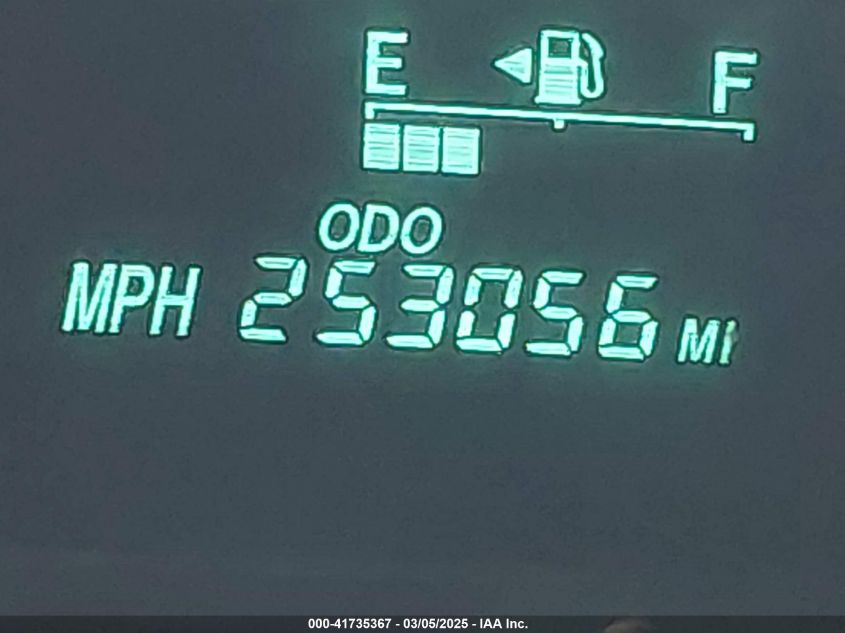 E F
ODO
MPH 253056 MI
000-41735367 - 03/05/2025 - IAA Inc.